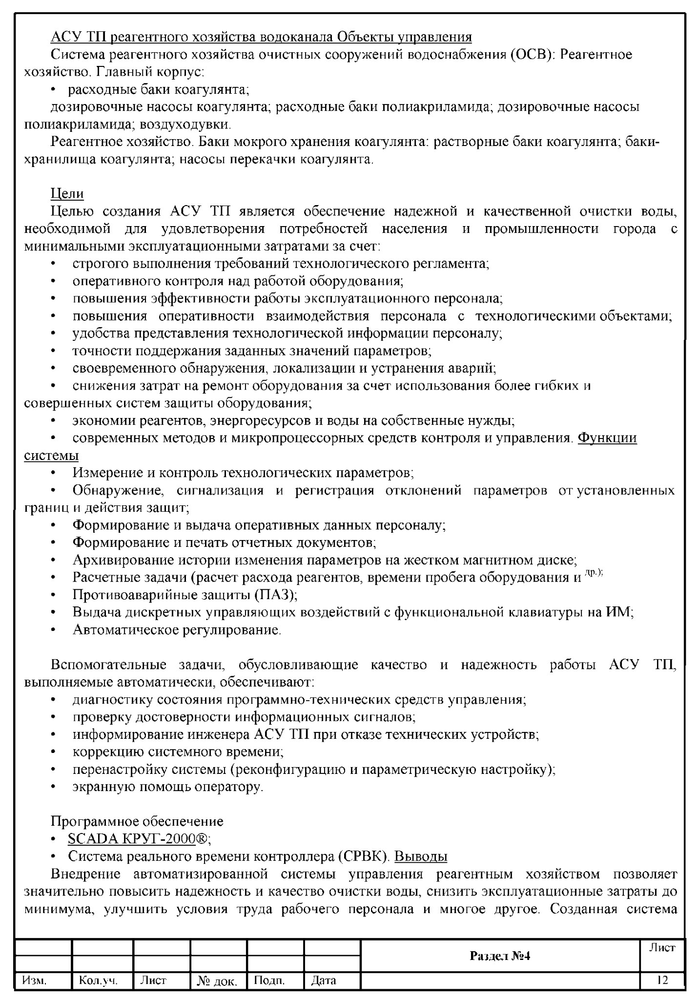 АСУ ТП реагентного хозяйства водоканала Объекты управления
Система реагентного хозяйства очистных сооружений водоснабжения (ОСВ): Реагентное
хозяйство. Главный корпус:
• расходные баки коагулянта;
дозировочные насосы коагулянта; расходные баки полиакриламида; дозировочные насосы
полиакриламида; воздуходувки.
Реагентное хозяйство. Баки мокрого хранения коагулянта: растворные баки коагулянта; баки-
хранилища коагулянта; насосы перекачки коагулянта.
Цели
Целью создания АСУ ТП является обеспечение надежной и качественной очистки воды,
необходимой для удовлетворения потребностей населения и промышленности города с
минимальными эксплуатационными затратами за счет:
• строгого выполнения требований технологического регламента;
• оперативного контроля над работой оборудования;
• повышения эффективности работы эксплуатационного персонала;
• повышения оперативности взаимодействия персонала с технологическими объектами;
• удобства представления технологической информации персоналу;
• точности поддержания заданных значений параметров;
• своевременного обнаружения, локализации и устранения аварий;
• снижения затрат на ремонт оборудования за счет использования более гибких и
совершенных систем защиты оборудования;
• экономии реагентов, энергоресурсов и воды на собственные нужды;
• современных методов и микропроцессорных средств контроля и управления. Функции
системы
• Измерение и контроль технологических параметров;
• Обнаружение, сигнализация и регистрация отклонений параметров от установленных
границ и действия защит;
• Формирование и выдача оперативных данных персоналу;
• Формирование и печать отчетных документов;
• Архивирование истории изменения параметров на жестком магнитном диске;
• Расчетные задачи (расчет расхода реагентов, времени пробега оборудования и др.);
• Противоаварийные защиты (ПАЗ);
• Выдача дискретных управляющих воздействий с функциональной клавиатуры на ИМ;
• Автоматическое регулирование.
Вспомогательные задачи, обусловливающие качество и надежность работы АСУ ТП,
выполняемые автоматически, обеспечивают:
• диагностику состояния программно-технических средств управления;
• проверку достоверности информационных сигналов;
• информирование инженера АСУ ТП при отказе технических устройств;
• коррекцию системного времени;
• перенастройку системы (реконфигурацию и параметрическую настройку);
• экранную помощь оператору.
Программное обеспечение
• SCADA КРУГ-2000®;
• Система реального времени контроллера (СРВК). Выводы
Внедрение автоматизированной системы управления реагентным хозяйством позволяет
значительно повысить надежность и качество очистки воды, снизить эксплуатационные затраты до
минимума, улучшить условия труда рабочего персонала и многое другое. Созданная система
Раздел №4
Лист
Изм. Кол.уч. Лист № док. Подп. Дата 12